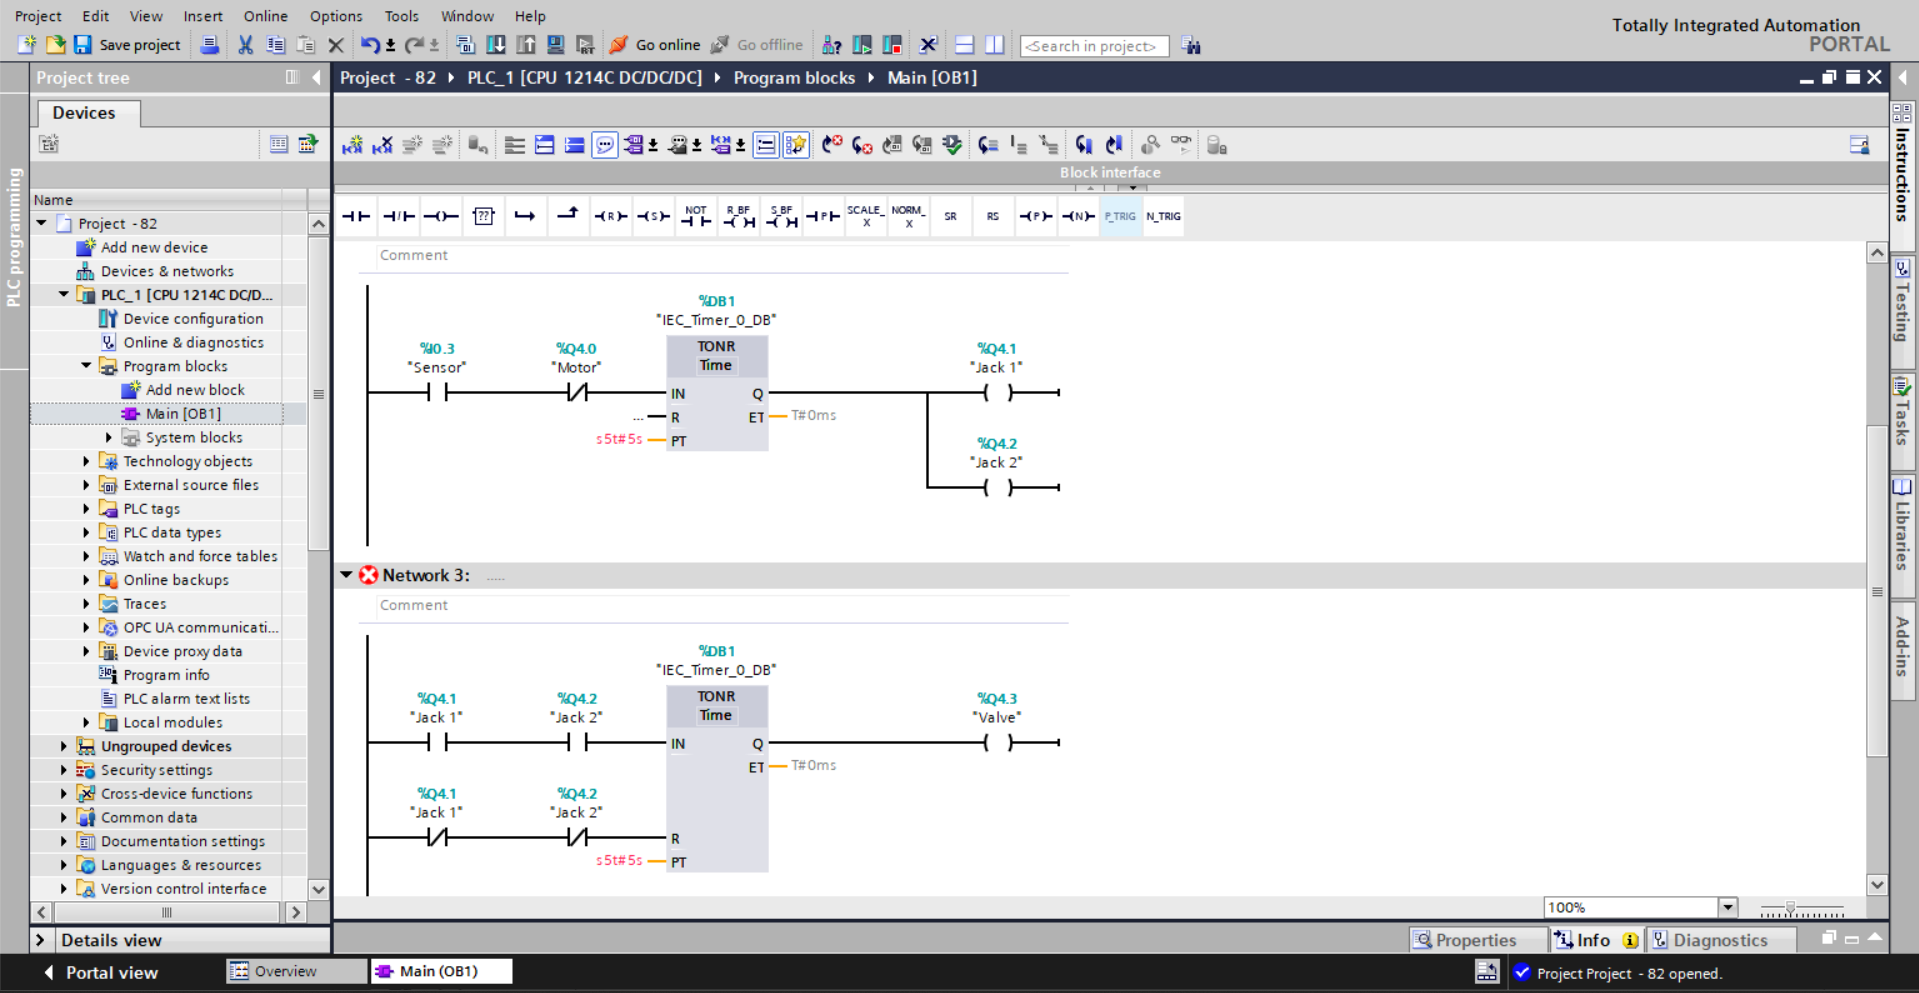 Project Edit View Insert Online Options Tools Window Help
Totally Integrated Automation
PORTAL
Save project
Go online
Go offline
<Search in project>
Project tree
Project - 82 PLC_1 [CPU 1214C DC/DC/DC] Program blocks Main [OB1]
Devices
PLC programming
Block interface
Name
Project - 82
Add new device
Devices & networks
PLC_1 [CPU 1214C DC/D...
Device configuration
Online & diagnostics
Program blocks
Add new block
Main [OB1]
System blocks
Technology objects
External source files
PLC tags
PLC data types
Watch and force tables
Online backups
Traces
OPC UA communicati...
Device proxy data
Program info
PLC alarm text lists
Local modules
Ungrouped devices
Security settings
Cross-device functions
Common data
Documentation settings
Languages & resources
Version control interface
Details view
?? R S NOT R_BF S_BF P SCALE_X NORM_X SR RS P N P_TRIG N_TRIG
Comment
%DB1
"IEC_Timer_0_DB"
TONR
Time
%I0.3
"Sensor"
%Q4.0
"Motor"
%Q4.1
"Jack 1"
IN Q
... R ET T#0ms
s5t#5s PT
%Q4.2
"Jack 2"
Network 3: .....
Comment
%DB1
"IEC_Timer_0_DB"
TONR
Time
%Q4.1
"Jack 1"
%Q4.2
"Jack 2"
%Q4.3
"Valve"
IN Q
ET T#0ms
%Q4.1
"Jack 1"
%Q4.2
"Jack 2"
R
s5t#5s PT
100%
Properties Info Diagnostics
Instructions
Testing
Tasks
Libraries
Add-ins
Portal view
Overview
Main (OB1)
Project Project - 82 opened.